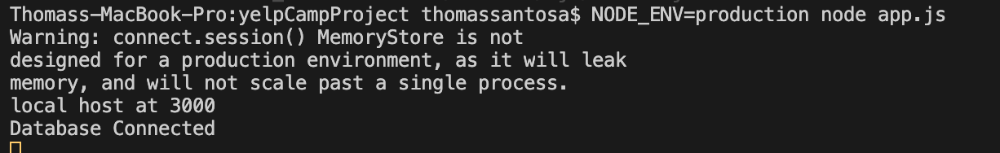 Thomass-MacBook-Pro:yelpCampProject thomassantosa$ NODE_ENV=production node app.js
Warning: connect.session() MemoryStore is not
designed for a production environment, as it will leak
memory, and will not scale past a single process.
local host at 3000
Database Connected